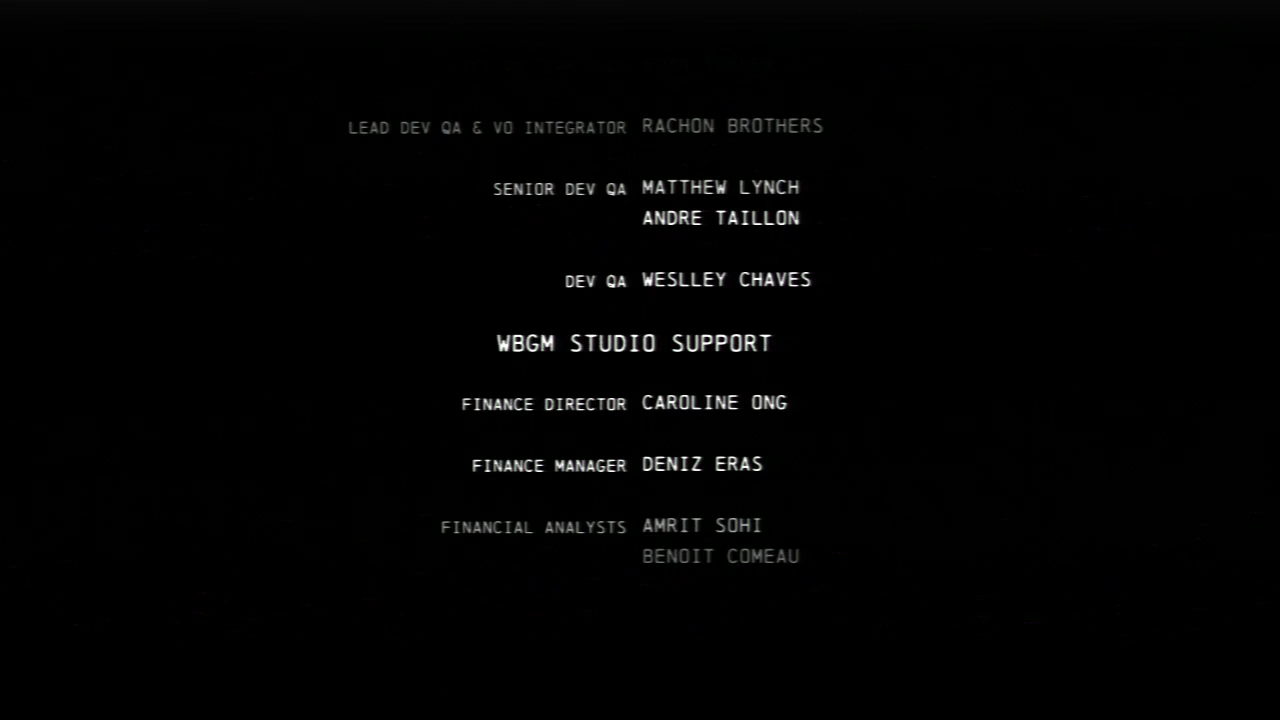 LEAD DEV QA & VO INTEGRATOR RACHON BROTHERS
SENIOR DEV QA MATTHEW LYNCH
ANDRE TAILLON
DEV QA WESLLEY CHAVES
WBGM STUDIO SUPPORT
FINANCE DIRECTOR CAROLINE ONG
FINANCE MANAGER DENIZ ERAS
FINANCIAL ANALYSTS AMRIT SOHI
BENOIT COMEAU